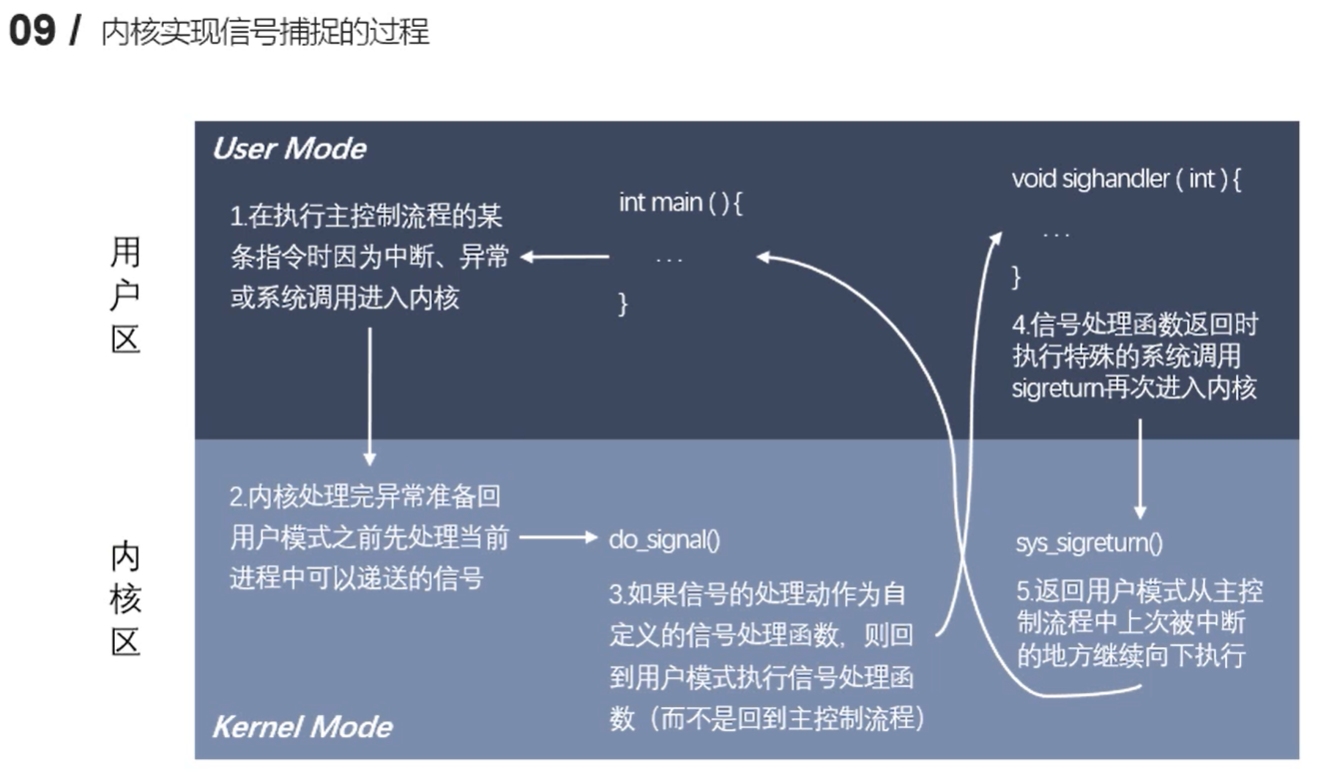 09 / 内核实现信号捕捉的过程
用户区
User Mode
1.在执行主控制流程的某
条指令时因为中断、异常
或系统调用进入内核
int main ( ) {
...
}
void sighandler ( int ) {
...
}
4.信号处理函数返回时
执行特殊的系统调用
sigreturn再次进入内核
内核区
2.内核处理完异常准备回
用户模式之前先处理当前
进程中可以递送的信号
do_signal()
3.如果信号的处理动作为自
定义的信号处理函数，则回
到用户模式执行信号处理函
数（而不是回到主控制流程）
sys_sigreturn()
5.返回用户模式从主控
制流程中上次被中断
的地方继续向下执行
Kernel Mode